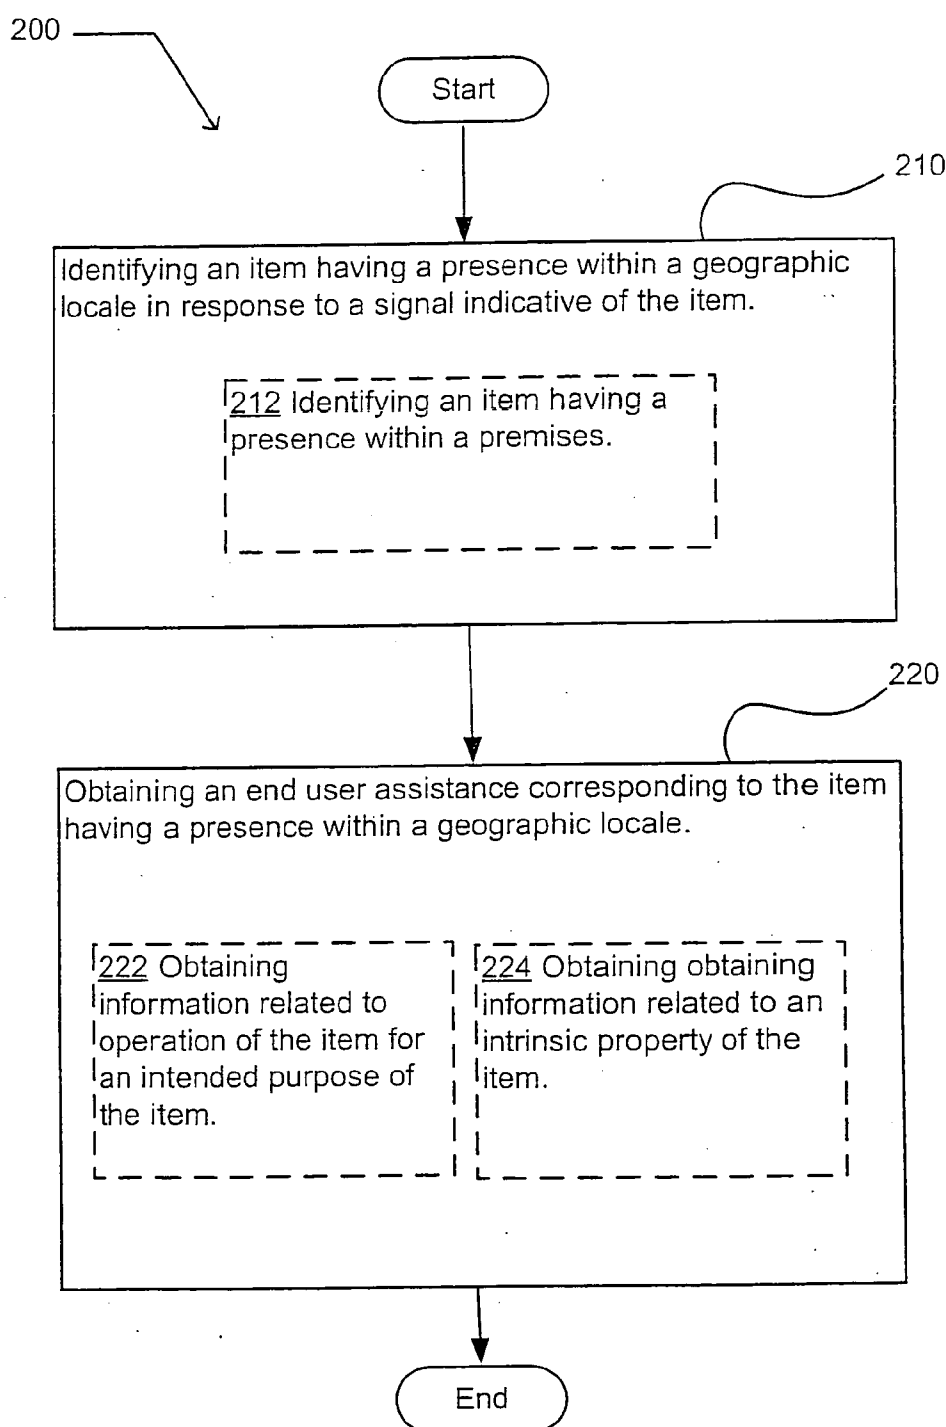 200
Start
210
Identifying an item having a presence within a geographic
locale in response to a signal indicative of the item.
212 Identifying an item having a
presence within a premises.
220
Obtaining an end user assistance corresponding to the item
having a presence within a geographic locale.
222 Obtaining
information related to
operation of the item for
an intended purpose of
the item.
224 Obtaining obtaining
information related to an
intrinsic property of the
item.
End